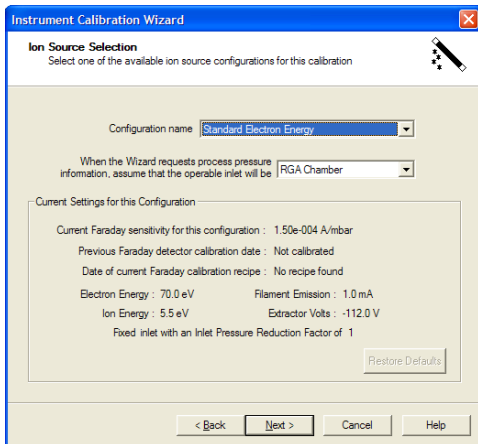 Instrument Calibration Wizard
Ion Source Selection
Select one of the available ion source configurations for this calibration
Configuration name Standard Electron Energy
When the Wizard requests process pressure
information, assume that the operable inlet will be RGA Chamber
Current Settings for this Configuration
Current Faraday sensitivity for this configuration : 1.50e-004 A/mbar
Previous Faraday detector calibration date : Not calibrated
Date of current Faraday calibration recipe : No recipe found
Electron Energy : 70.0 eV Filament Emission : 1.0 mA
Ion Energy : 5.5 eV Extractor Volts : -112.0 V
Fixed inlet with an Inlet Pressure Reduction Factor of 1
Restore Defaults
< Back Next > Cancel Help